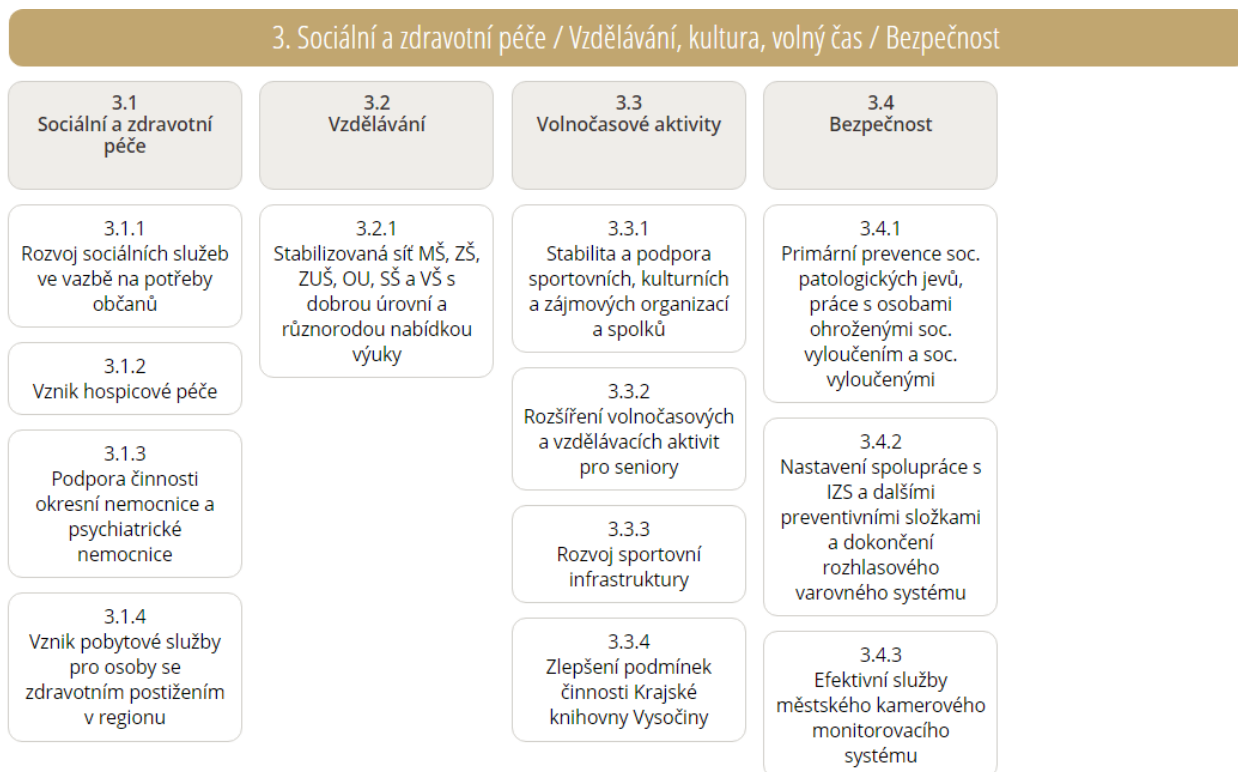 3. Sociální a zdravotní péče / Vzdělávání, kultura, volný čas / Bezpečnost
3.1
Sociální a zdravotní
péče
3.1.1
Rozvoj sociálních služeb
ve vazbě na potřeby
občanů
3.1.2
Vznik hospicové péče
3.1.3
Podpora činnosti
okresní nemocnice a
psychiatrické
nemocnice
3.1.4
Vznik pobytové služby
pro osoby se
zdravotním postižením
v regionu
3.2
Vzdělávání
3.2.1
Stabilizovaná síť MŠ, ZŠ,
ZUŠ, OU, SŠ a VŠ s
dobrou úrovní a
různorodou nabídkou
výuky
3.3
Volnočasové aktivity
3.3.1
Stabilita a podpora
sportovních, kulturních
a zájmových organizací
a spolků
3.3.2
Rozšíření volnočasových
a vzdělávacích aktivit
pro seniory
3.3.3
Rozvoj sportovní
infrastruktury
3.3.4
Zlepšení podmínek
činnosti Krajské
knihovny Vysočiny
3.4
Bezpečnost
3.4.1
Primární prevence soc.
patologických jevů,
práce s osobami
ohroženými soc.
vyloučením a soc.
vyloučenými
3.4.2
Nastavení spolupráce s
IZS a dalšími
preventivními složkami
a dokončení
rozhlasového
varovného systému
3.4.3
Efektivní služby
městského kamerového
monitorovacího
systému